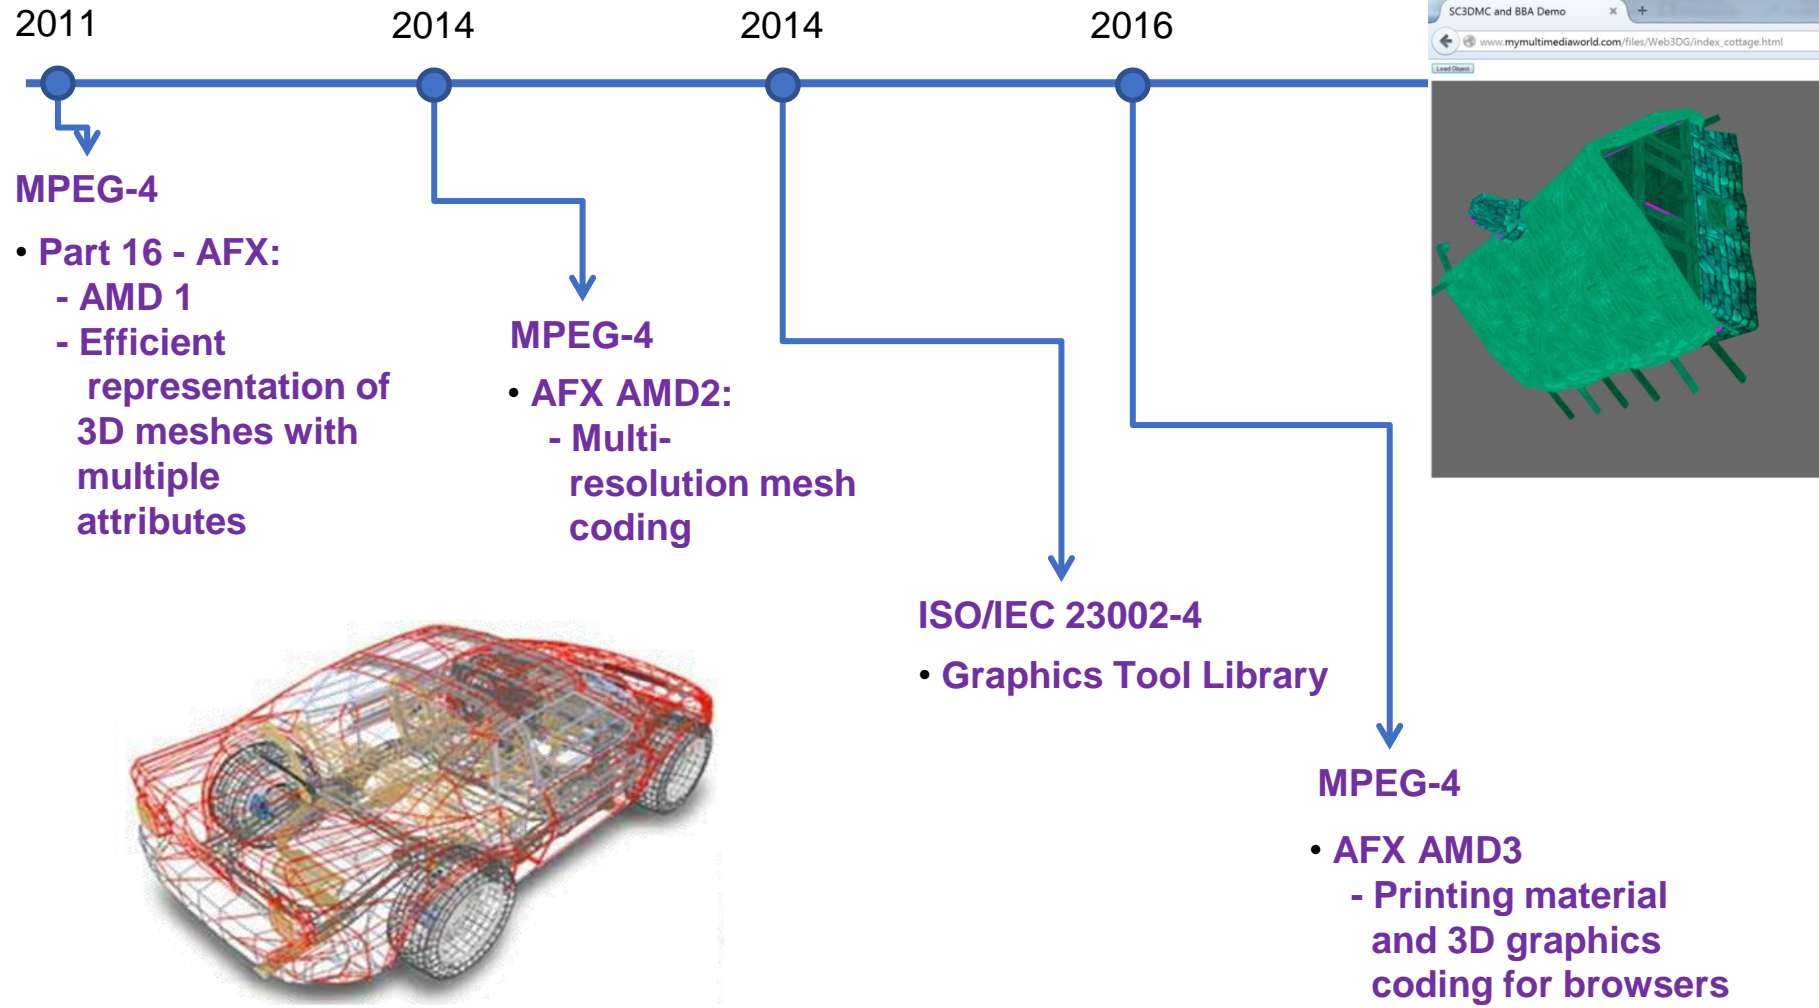 2011
2014
2014
2016
SC3DMC and BBA Demo
www.mymultimediaworld.com/files/Web3DG/index_cottage.html
Load Object
MPEG-4
• Part 16 - AFX:
- AMD 1
- Efficient
representation of
3D meshes with
multiple
attributes
MPEG-4
• AFX AMD2:
- Multi-
resolution mesh
coding
ISO/IEC 23002-4
• Graphics Tool Library
MPEG-4
• AFX AMD3
- Printing material
and 3D graphics
coding for browsers